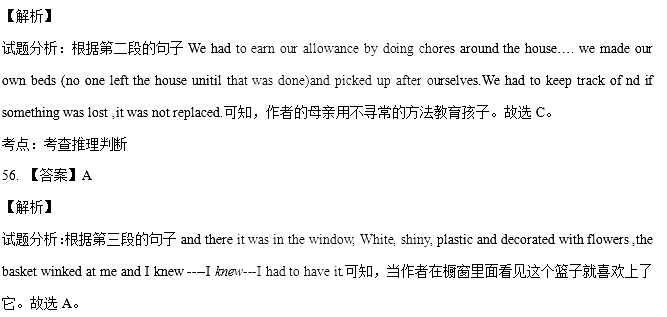 【解析】
试题分析：根据第二段的句子 We had to earn our allowance by doing chores around the house…. we made our
own beds (no one left the house unitil that was done)and picked up after ourselves.We had to keep track of nd if
something was lost ,it was not replaced.可知，作者的母亲用不寻常的方法教育孩子。故选 C。
考点：考查推理判断
56. 【答案】A
【解析】
试题分析:根据第三段的句子 and there it was in the window, White, shiny, plastic and decorated with flowers ,the
basket winked at me and I knew ----I knew---I had to have it.可知，当作者在橱窗里面看见这个篮子就喜欢上了
它。故选 A。